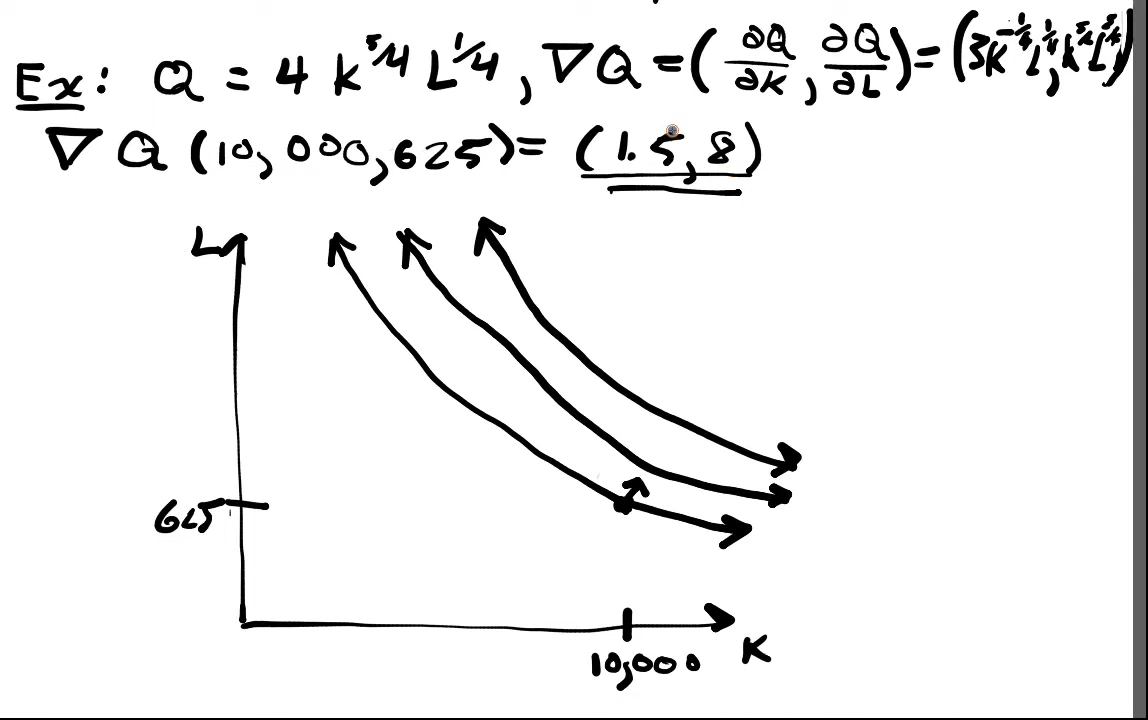 Ex: Q = 4 K^3/4 L^1/4, ∇Q = (∂Q/∂K, ∂Q/∂L) = (3K^-1/4 L^1/4, K^3/4 L^-3/4)
∇Q (10,000, 625) = (1.5, 8)
L
625
10,000 K